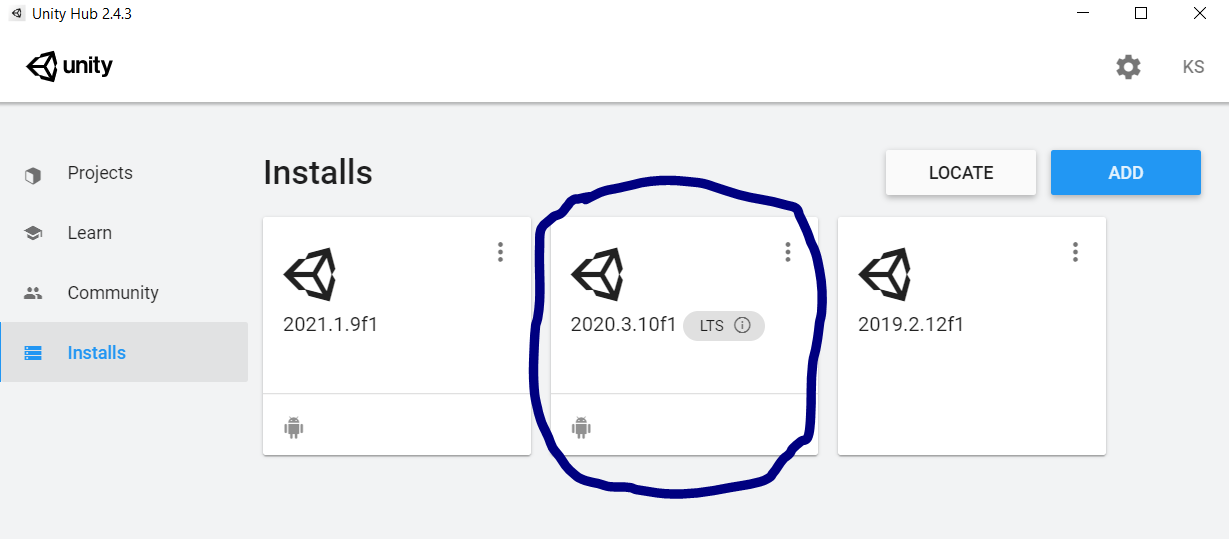 Unity Hub 2.4.3
unity
KS
Projects
Learn
Community
Installs
Installs
LOCATE
ADD
2021.1.9f1
2020.3.10f1 LTS
2019.2.12f1